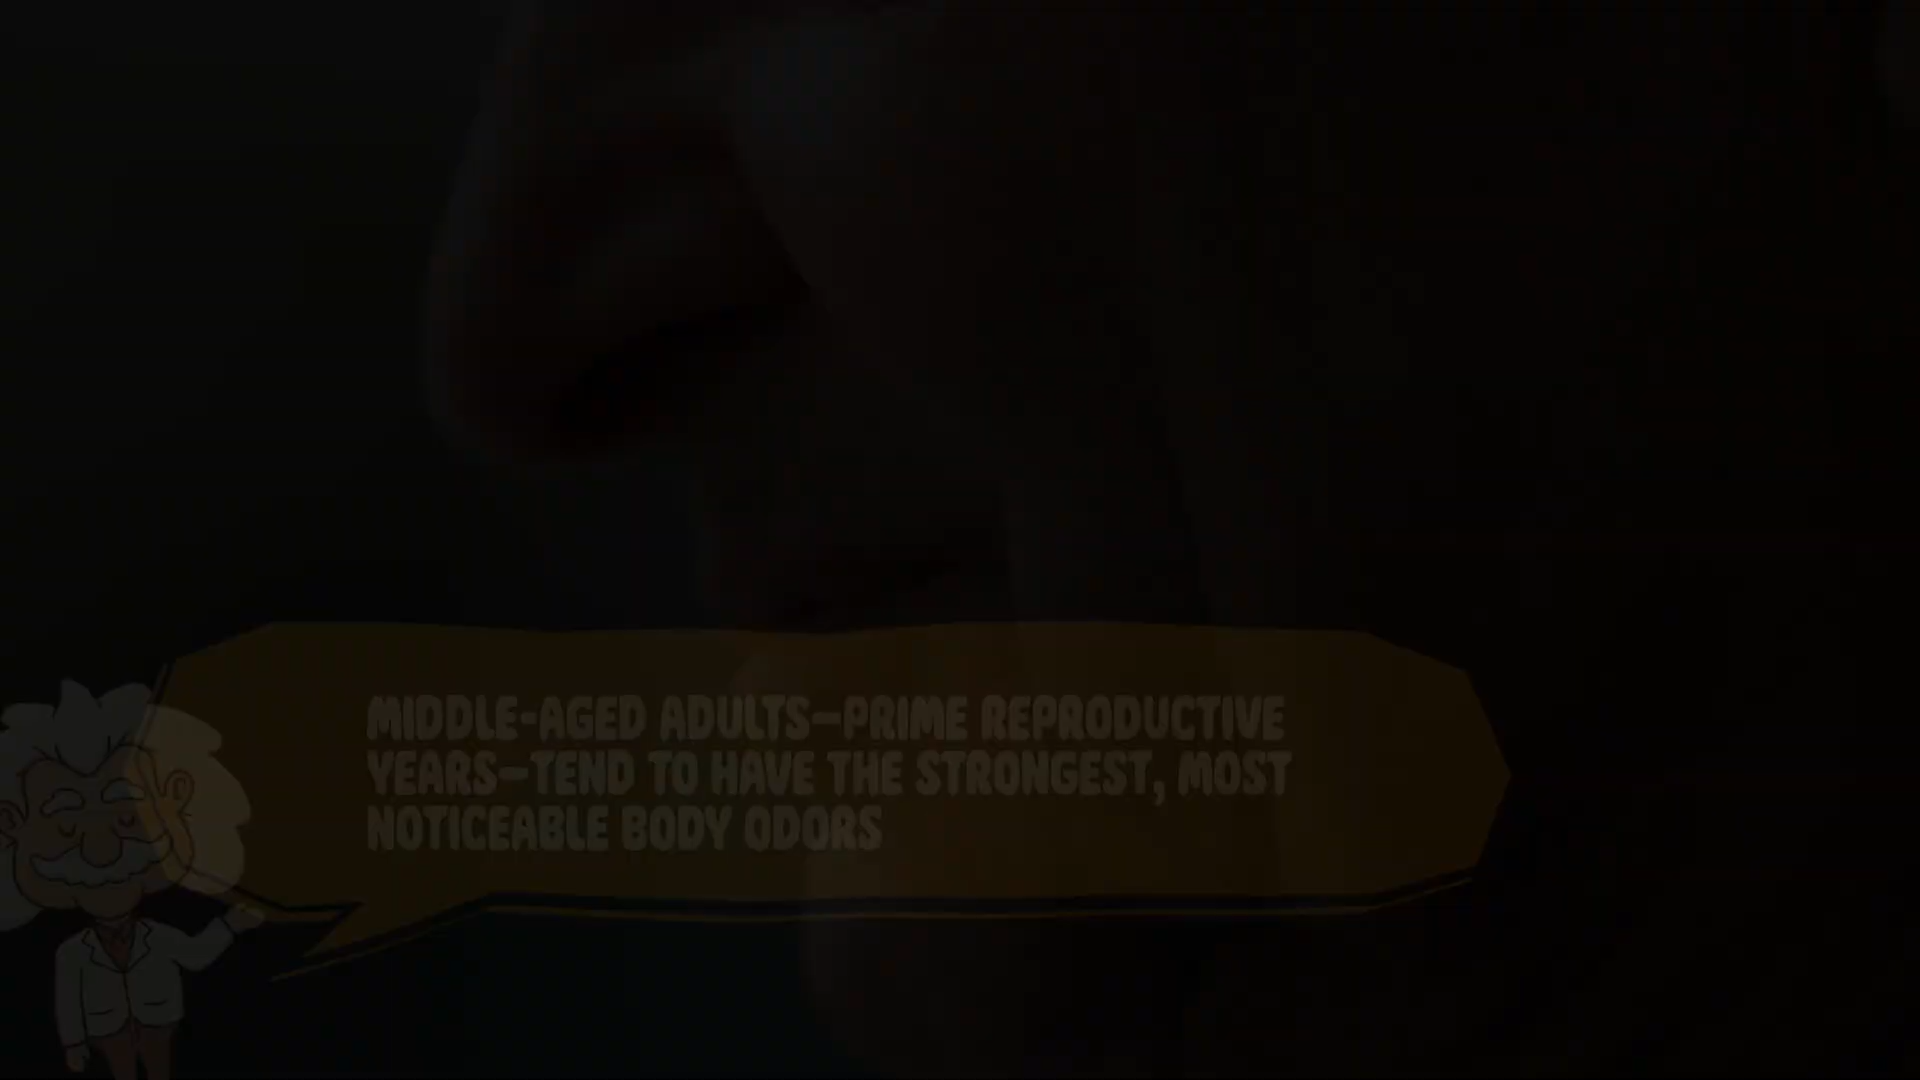 MIDDLE-AGED ADULTS—PRIME REPRODUCTIVE
YEARS—TEND TO HAVE THE STRONGEST, MOST
NOTICEABLE BODY ODORS